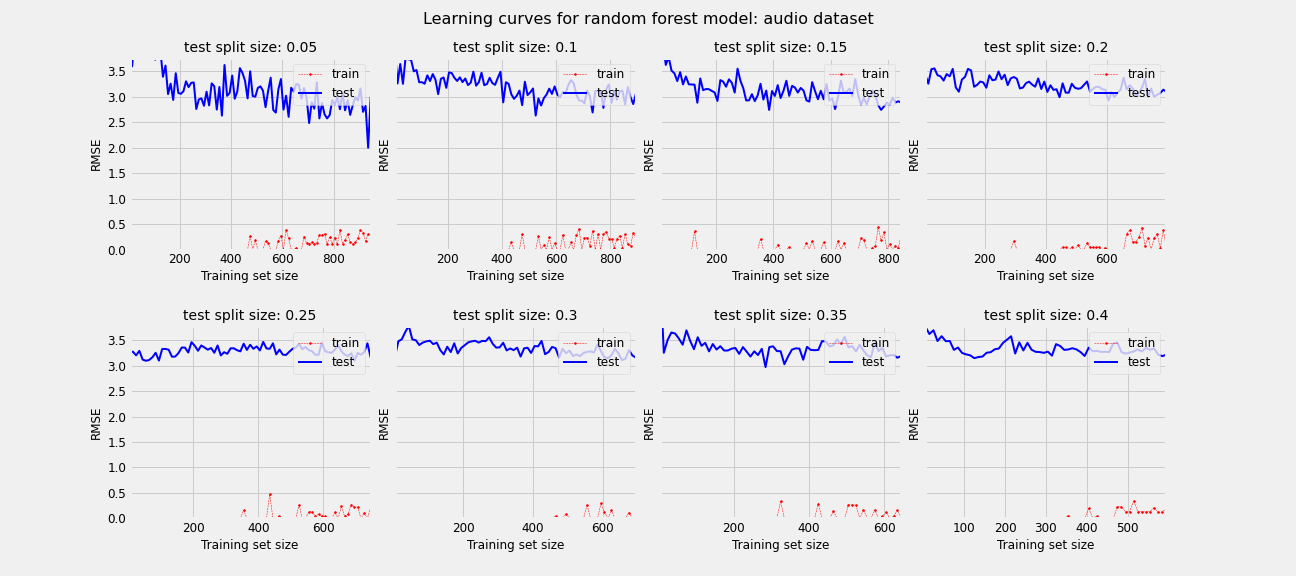 Learning curves for random forest model: audio dataset
test split size: 0.05
3.5
3.0
2.5
2.0
1.5
1.0
0.5
0.0
RMSE
200 400 600 800
Training set size
train
test
test split size: 0.1
RMSE
200 400 600 800
Training set size
train
test
test split size: 0.15
RMSE
200 400 600 800
Training set size
train
test
test split size: 0.2
RMSE
200 400 600
Training set size
train
test
test split size: 0.25
3.5
3.0
2.5
2.0
1.5
1.0
0.5
0.0
RMSE
200 400 600
Training set size
train
test
test split size: 0.3
RMSE
200 400 600
Training set size
train
test
test split size: 0.35
RMSE
200 400 600
Training set size
train
test
test split size: 0.4
RMSE
100 200 300 400 500
Training set size
train
test